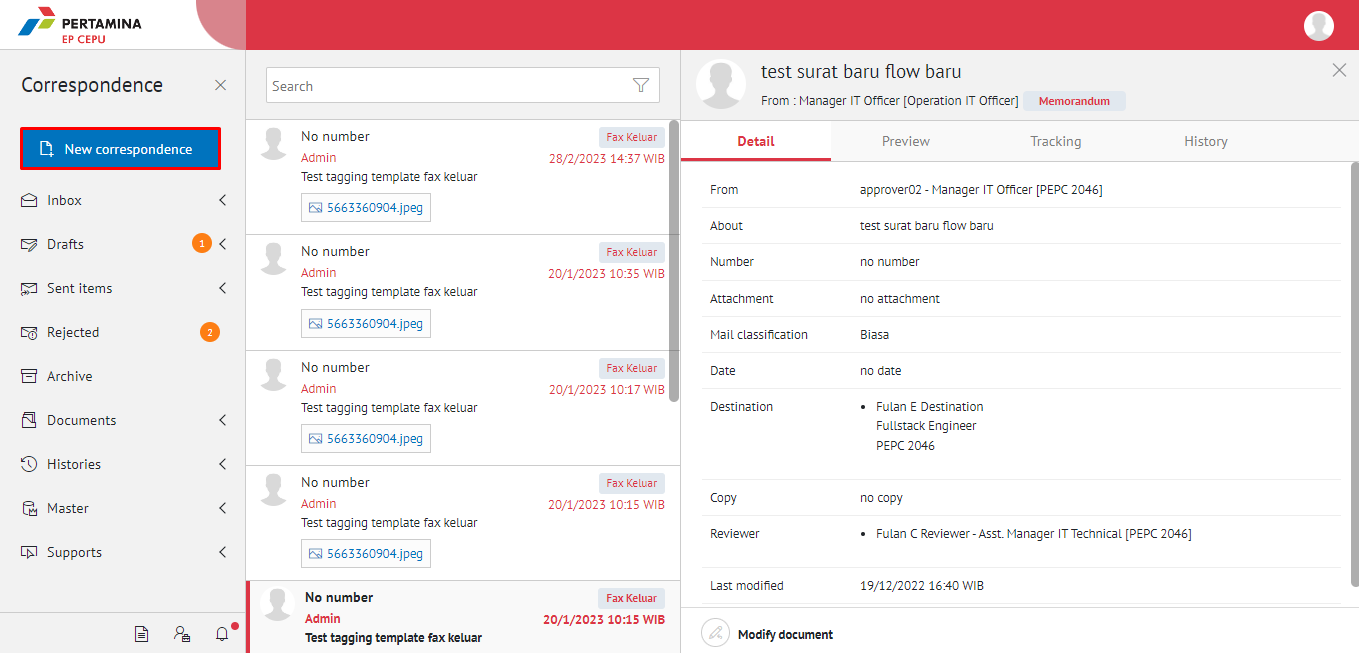 PERTAMINA
EP CEPU
Correspondence
New correspondence
Inbox
Drafts
1
Sent items
Rejected
2
Archive
Documents
Histories
Master
Supports
Search
No number
Fax Keluar
Admin
28/2/2023 14:37 WIB
Test tagging template fax keluar
5663360904.jpeg
No number
Fax Keluar
Admin
20/1/2023 10:35 WIB
Test tagging template fax keluar
5663360904.jpeg
No number
Fax Keluar
Admin
20/1/2023 10:17 WIB
Test tagging template fax keluar
5663360904.jpeg
No number
Fax Keluar
Admin
20/1/2023 10:15 WIB
Test tagging template fax keluar
5663360904.jpeg
No number
Fax Keluar
Admin
20/1/2023 10:15 WIB
Test tagging template fax keluar
test surat baru flow baru
From : Manager IT Officer [Operation IT Officer]
Memorandum
Detail
Preview
Tracking
History
From
approver02 - Manager IT Officer [PEPC 2046]
About
test surat baru flow baru
Number
no number
Attachment
no attachment
Mail classification
Biasa
Date
no date
Destination
• Fulan E Destination
Fullstack Engineer
PEPC 2046
Copy
no copy
Reviewer
• Fulan C Reviewer - Asst. Manager IT Technical [PEPC 2046]
Last modified
19/12/2022 16:40 WIB
Modify document